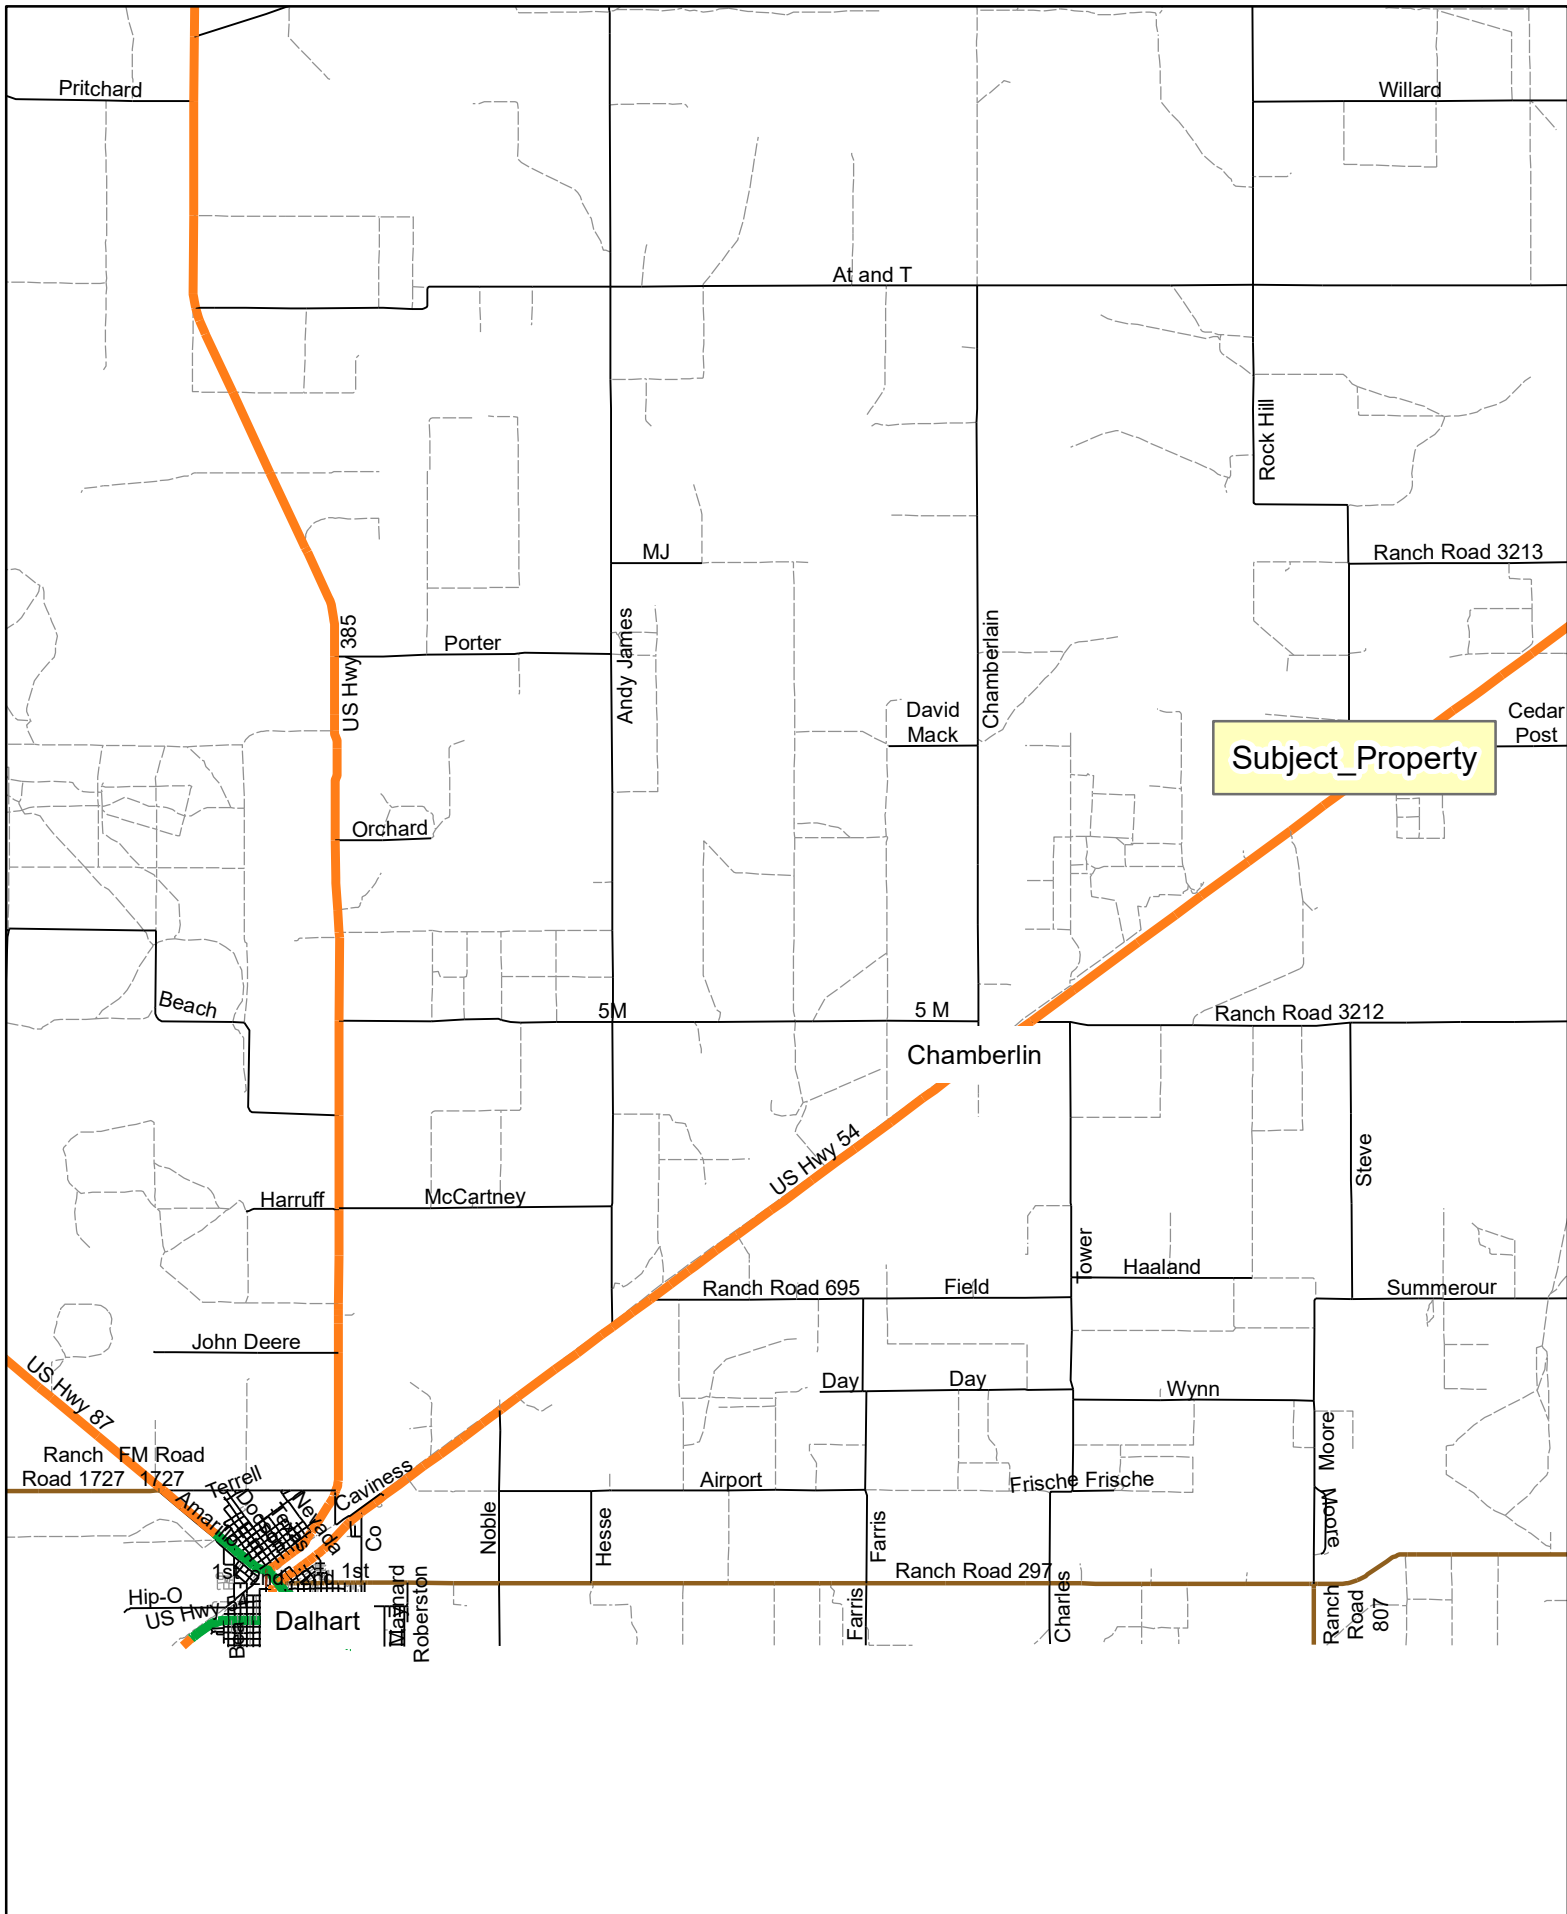 Pritchard
Willard
At and T
Rock Hill
MJ
Ranch Road 3213
US Hwy 385
Porter
Andy James
Chamberlain
David
Mack
Cedar
Post
Subject_Property
Orchard
Beach
5M
5 M
Ranch Road 3212
Chamberlin
US Hwy 54
Steve
Harruff
McCartney
Tower
Haaland
Ranch Road 695
Field
Summerour
John Deere
US Hwy 87
Day
Day
Wynn
Moore
Ranch
Road 1727
FM Road
1727
Terrell
Caviness
Airport
Frische Frische
Nevada
Noble
Hesse
Farris
Moore
Co
1st
2nd
2nd
1st
Ranch Road 297
Hip-O
US Hwy 54
Dalhart
Maynard
Roberston
Farris
Charles
Ranch
Road
807